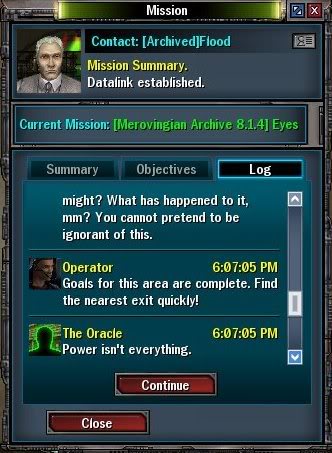 Mission
Contact: [Archived]Flood
Mission Summary.
Datalink established.
Current Mission: [Merovingian Archive 8.1.4] Eyes
Summary Objectives Log
might? What has happened to it,
mm? You cannot pretend to be
ignorant of this.
Operator 6:07:05 PM
Goals for this area are complete. Find
the nearest exit quickly!
The Oracle 6:07:05 PM
Power isn't everything.
Continue
Close